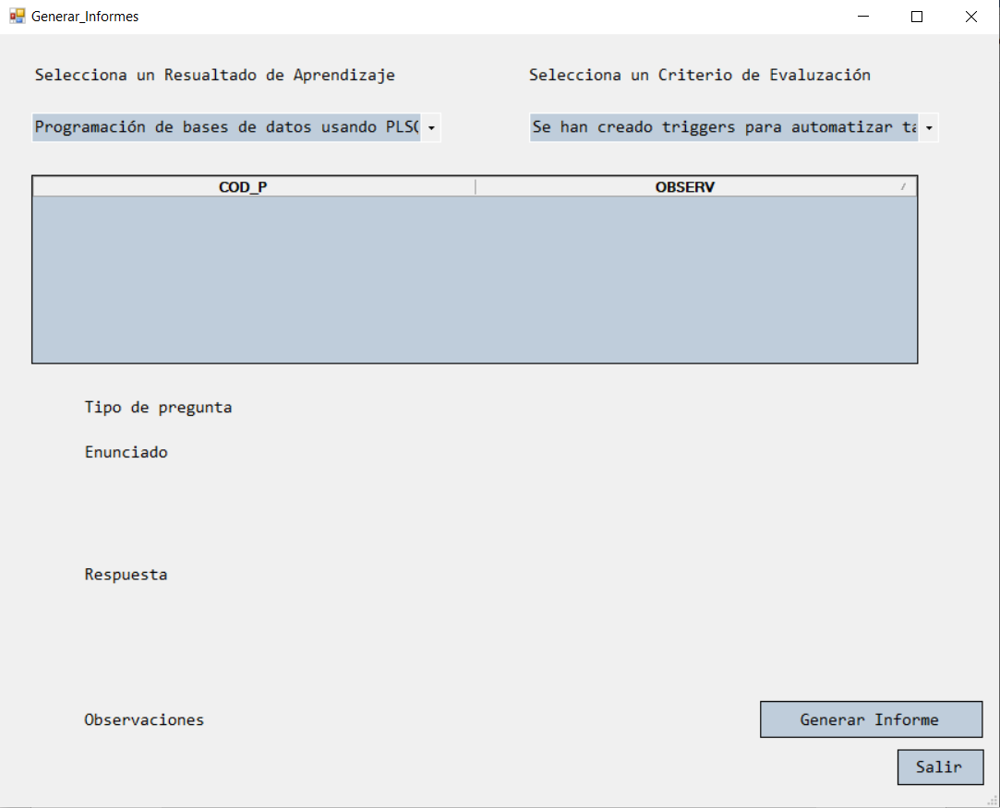 Generar_Informes
Selecciona un Resualtado de Aprendizaje
Selecciona un Criterio de Evaluzación
Programación de bases de datos usando PLSQ
Se han creado triggers para automatizar ta
COD_P
OBSERV
Tipo de pregunta
Enunciado
Respuesta
Observaciones
Generar Informe
Salir